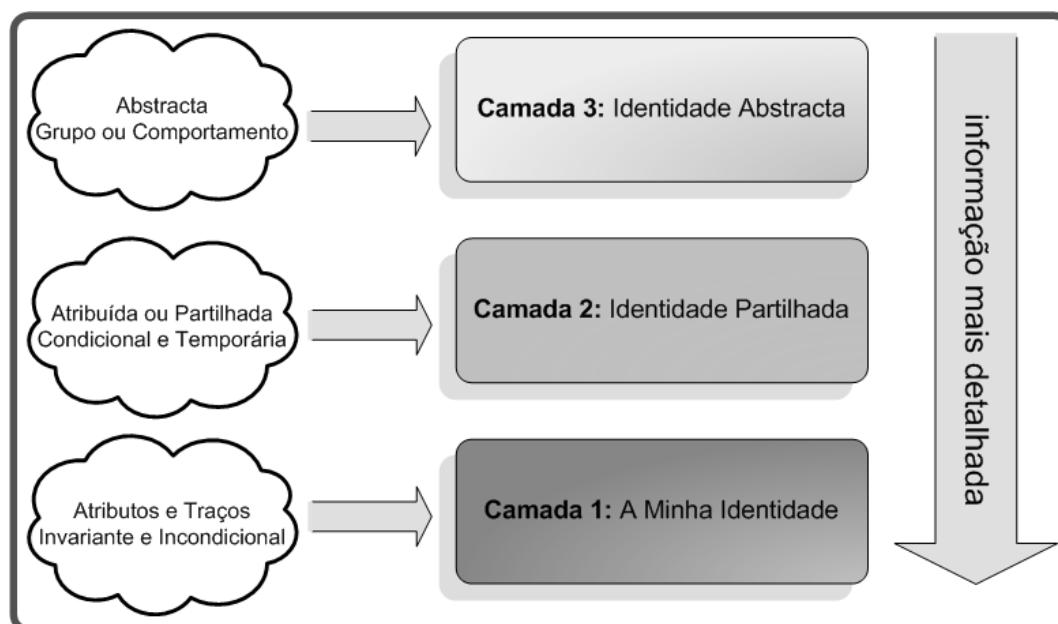 Abstracta
Grupo ou Comportamento
Camada 3: Identidade Abstracta
Atribuída ou Partilhada
Condicional e Temporária
Camada 2: Identidade Partilhada
Atributos e Traços
Invariante e Incondicional
Camada 1: A Minha Identidade
informação mais detalhada